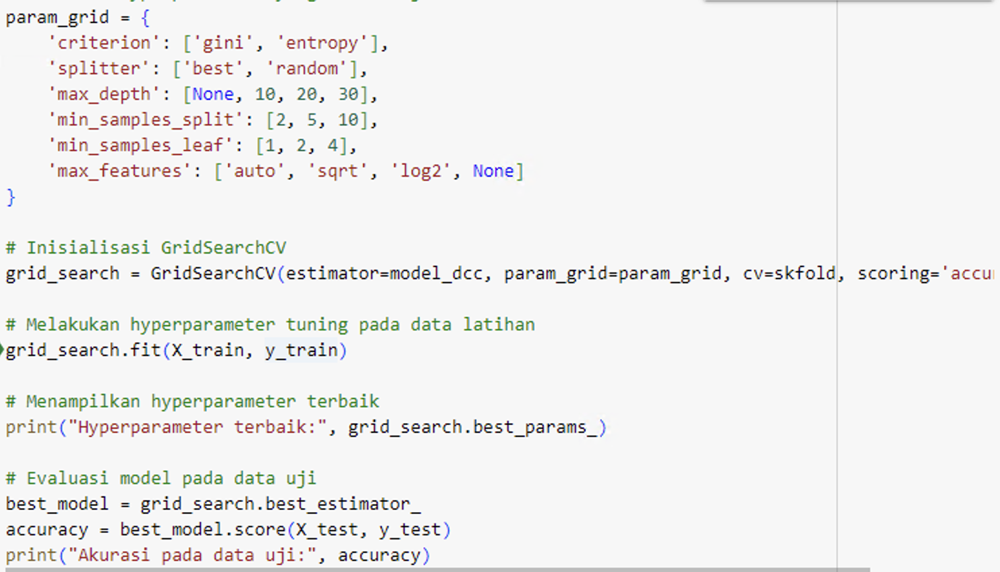 param_grid = {
    'criterion': ['gini', 'entropy'],
    'splitter': ['best', 'random'],
    'max_depth': [None, 10, 20, 30],
    'min_samples_split': [2, 5, 10],
    'min_samples_leaf': [1, 2, 4],
    'max_features': ['auto', 'sqrt', 'log2', None]
}
# Inisialisasi GridSearchCV
grid_search = GridSearchCV(estimator=model_dcc, param_grid=param_grid, cv=skfold, scoring='accu
# Melakukan hyperparameter tuning pada data latihan
grid_search.fit(X_train, y_train)
# Menampilkan hyperparameter terbaik
print("Hyperparameter terbaik:", grid_search.best_params_)
# Evaluasi model pada data uji
best_model = grid_search.best_estimator_
accuracy = best_model.score(X_test, y_test)
print("Akurasi pada data uji:", accuracy)